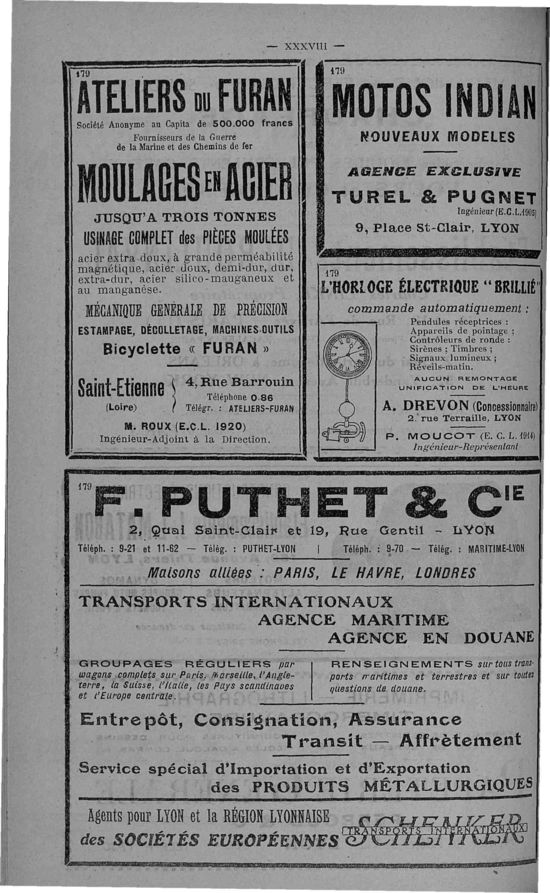 — XXXVIII —
179
ATELIERS DU FURAN
Société Anonyme au Capita de 500.000 francs
Fournisseurs de la Guerre
de la Marine et des Chemins de fer
MOULAGES EN ACIER
JUSQU'A TROIS TONNES
USINAGE COMPLET des PIÈCES MOULÉES
acier extra doux, à grande perméabilité
magnétique, acier doux, demi-dur, dur,
extra-dur, acier silico-mauganeux et
au manganèse.
MÉCANIQUE GÉNÉRALE DE PRÉCISION
ESTAMPAGE, DÉCOLLETAGE, MACHINES-OUTILS
Bicyclette « FURAN »
Saint-Etienne
(Loire)
4, Rue Barrouin
Téléphone 0.86
Télégr. : ATELIERS-FURAN
M. ROUX (E.C.L. 1920)
Ingénieur-Adjoint à la Direction.
179
MOTOS INDIAN
NOUVEAUX MODELES
AGENCE EXCLUSIVE
TUREL & PUGNET
Ingénieur (E.C.L. 1905)
9, Place St-Clair, LYON
179
L'HORLOGE ÉLECTRIQUE "BRILLIÉ"
commande automatiquement :
Pendules réceptrices :
Appareils de pointage ;
Contrôleurs de ronde :
Sirènes ; Timbres ;
Signaux lumineux ;
Réveils-matin.
AUCUN REMONTAGE
UNIFICATION DE L'HEURE
A. DREVON (Concessionnaire)
2, rue Terraille, LYON
P. MOUCOT (E. C. L. 1914)
Ingénieur-Représentant
179
F. PUTHET & CIE
2, Quai Saint-Clair et 19, Rue Gentil - LYON
Téléph. : 9-21 et 11-62 — Télég. : PUTHET-LYON | Téléph. : 9-70 — Télég. : MARITIME-LYON
Maisons alliées : PARIS, LE HAVRE, LONDRES
TRANSPORTS INTERNATIONAUX
AGENCE MARITIME
AGENCE EN DOUANE
GROUPAGES RÉGULIERS par
wagons complets sur Paris, Marseille, l'Angle-
terre, la Suisse, l'Italie, les Pays scandinaves
et l'Europe centrale.
RENSEIGNEMENTS sur tous trans-
ports maritimes et terrestres et sur toutes
questions de douane.
Entrepôt, Consignation, Assurance
Transit — Affrètement
Service spécial d'Importation et d'Exportation
des PRODUITS MÉTALLURGIQUES
Agents pour LYON et la RÉGION LYONNAISE
des SOCIÉTÉS EUROPÉENNES
SCHENKER
TRANSPORTS INTERNATIONAUX